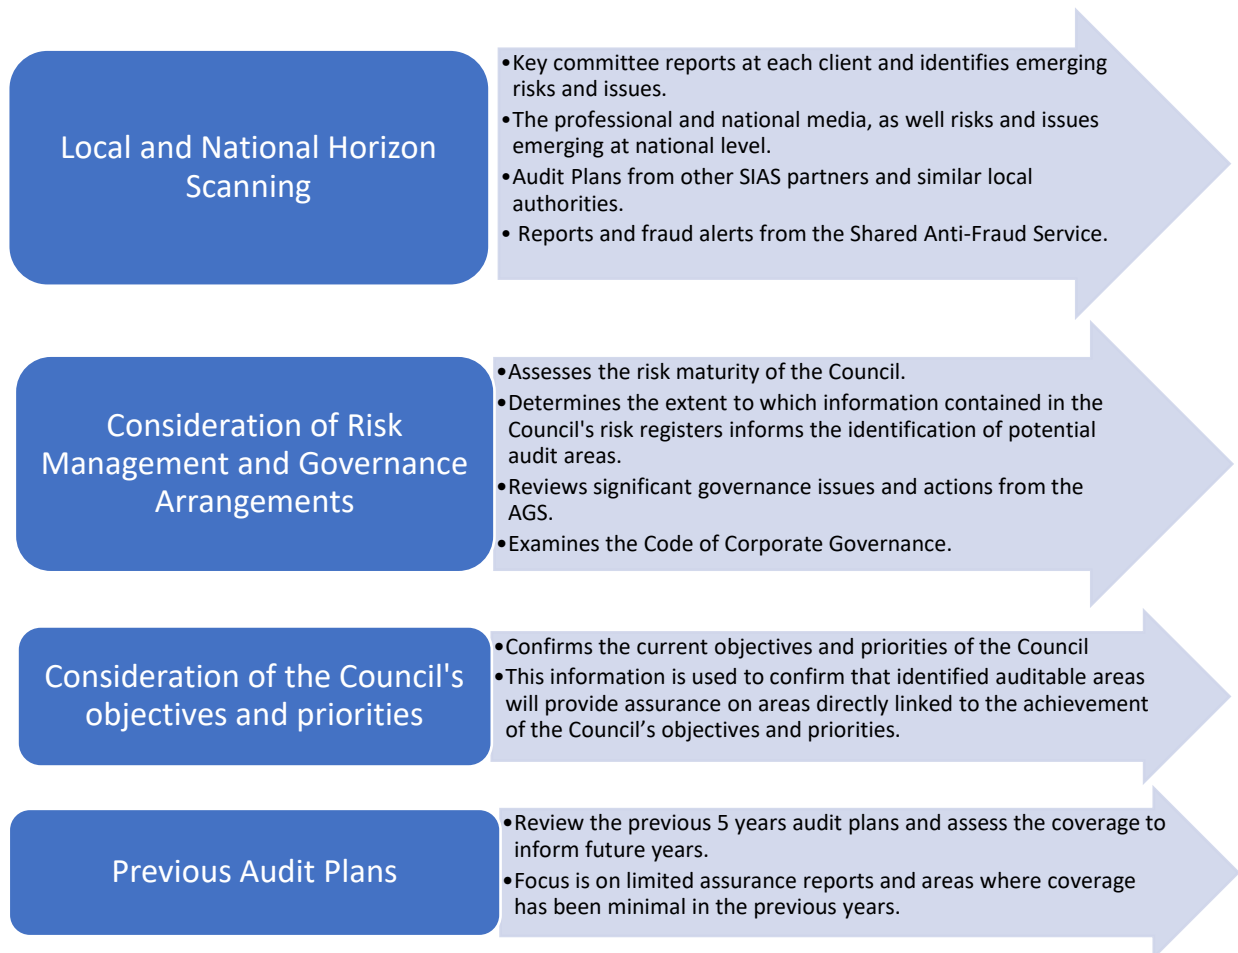 Local and National Horizon
Scanning
•Key committee reports at each client and identifies emerging
risks and issues.
•The professional and national media, as well risks and issues
emerging at national level.
•Audit Plans from other SIAS partners and similar local
authorities.
• Reports and fraud alerts from the Shared Anti-Fraud Service.
Consideration of Risk
Management and Governance
Arrangements
•Assesses the risk maturity of the Council.
•Determines the extent to which information contained in the
Council's risk registers informs the identification of potential
audit areas.
•Reviews significant governance issues and actions from the
AGS.
•Examines the Code of Corporate Governance.
Consideration of the Council's
objectives and priorities
•Confirms the current objectives and priorities of the Council
•This information is used to confirm that identified auditable areas
will provide assurance on areas directly linked to the achievement
of the Council’s objectives and priorities.
Previous Audit Plans
•Review the previous 5 years audit plans and assess the coverage to
inform future years.
•Focus is on limited assurance reports and areas where coverage
has been minimal in the previous years.